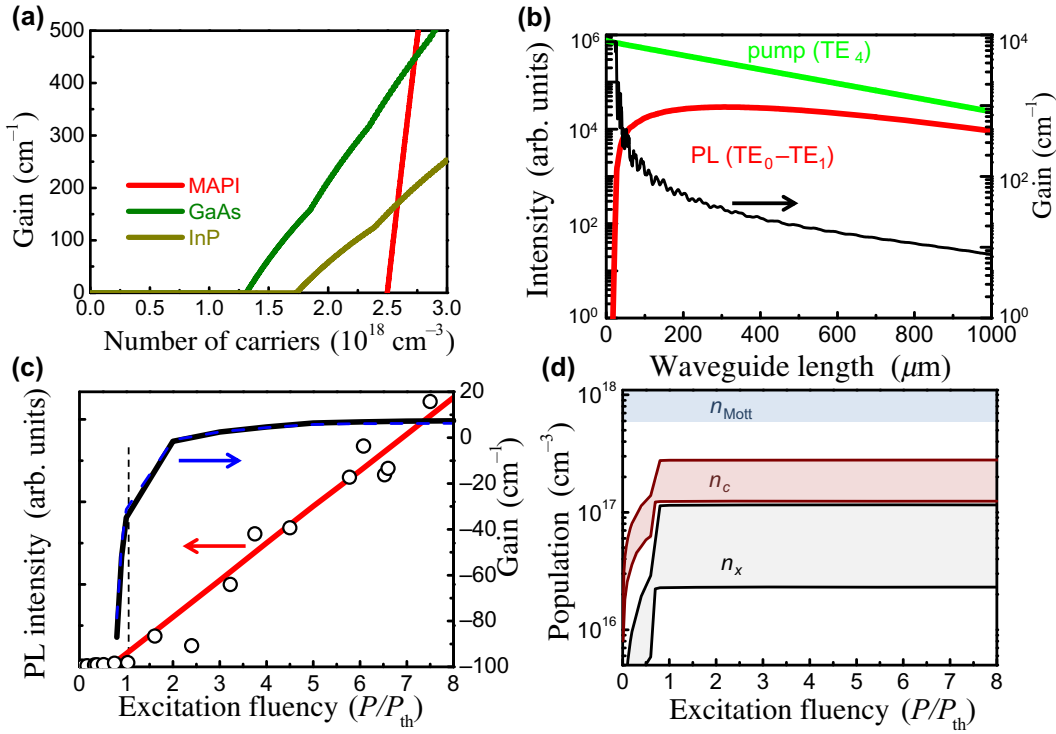 (a)
500
400
300
200
100
0
Gain (cm⁻¹)
MAPI
GaAs
InP
0.0 0.5 1.0 1.5 2.0 2.5 3.0
Number of carriers (10¹⁸ cm⁻³)
(b)
10⁶
10⁴
10²
10⁰
Intensity (arb. units)
pump (TE₄)
PL (TE₀–TE₁)
10⁴
10²
10⁰
Gain (cm⁻¹)
0 200 400 600 800 1000
Waveguide length (μm)
(c)
PL intensity (arb. units)
20
0
–20
–40
–60
–80
–100
Gain (cm⁻¹)
0 1 2 3 4 5 6 7 8
Excitation fluency (P/Pth)
(d)
10¹⁸
10¹⁷
10¹⁶
Population (cm⁻³)
nMott
nc
nx
0 1 2 3 4 5 6 7 8
Excitation fluency (P/Pth)